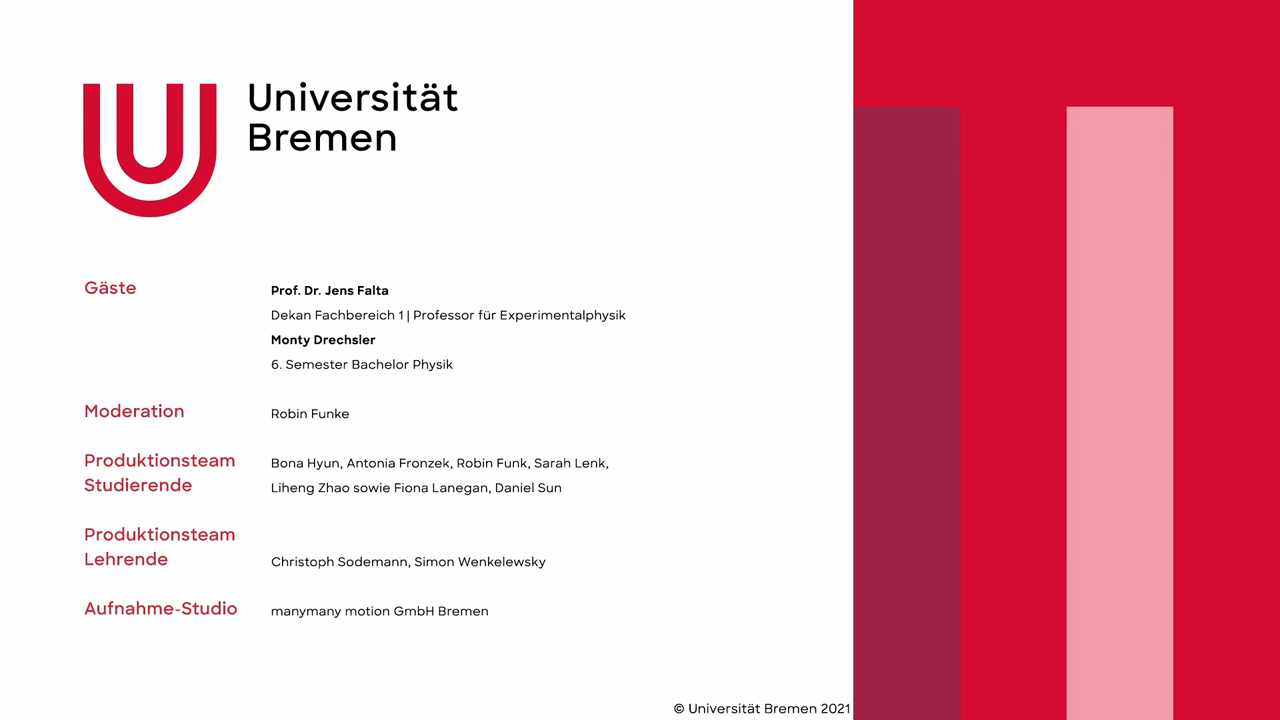 Universität
Bremen
Gäste
Prof. Dr. Jens Falta
Dekan Fachbereich 1 | Professor für Experimentalphysik
Monty Drechsler
6. Semester Bachelor Physik
Moderation
Robin Funke
Produktionsteam
Studierende
Bona Hyun, Antonia Fronzek, Robin Funk, Sarah Lenk,
Liheng Zhao sowie Fiona Lanegan, Daniel Sun
Produktionsteam
Lehrende
Christoph Sodemann, Simon Wenkelewsky
Aufnahme-Studio
manymany motion GmbH Bremen
© Universität Bremen 2021